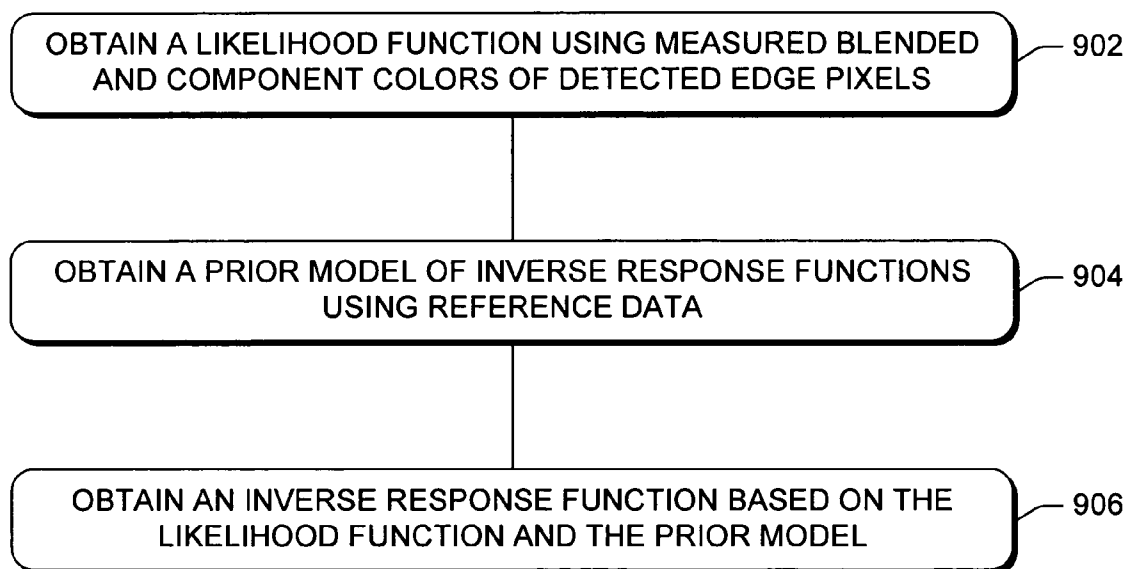 OBTAIN A LIKELIHOOD FUNCTION USING MEASURED BLENDED
AND COMPONENT COLORS OF DETECTED EDGE PIXELS
902
OBTAIN A PRIOR MODEL OF INVERSE RESPONSE FUNCTIONS
USING REFERENCE DATA
904
OBTAIN AN INVERSE RESPONSE FUNCTION BASED ON THE
LIKELIHOOD FUNCTION AND THE PRIOR MODEL
906